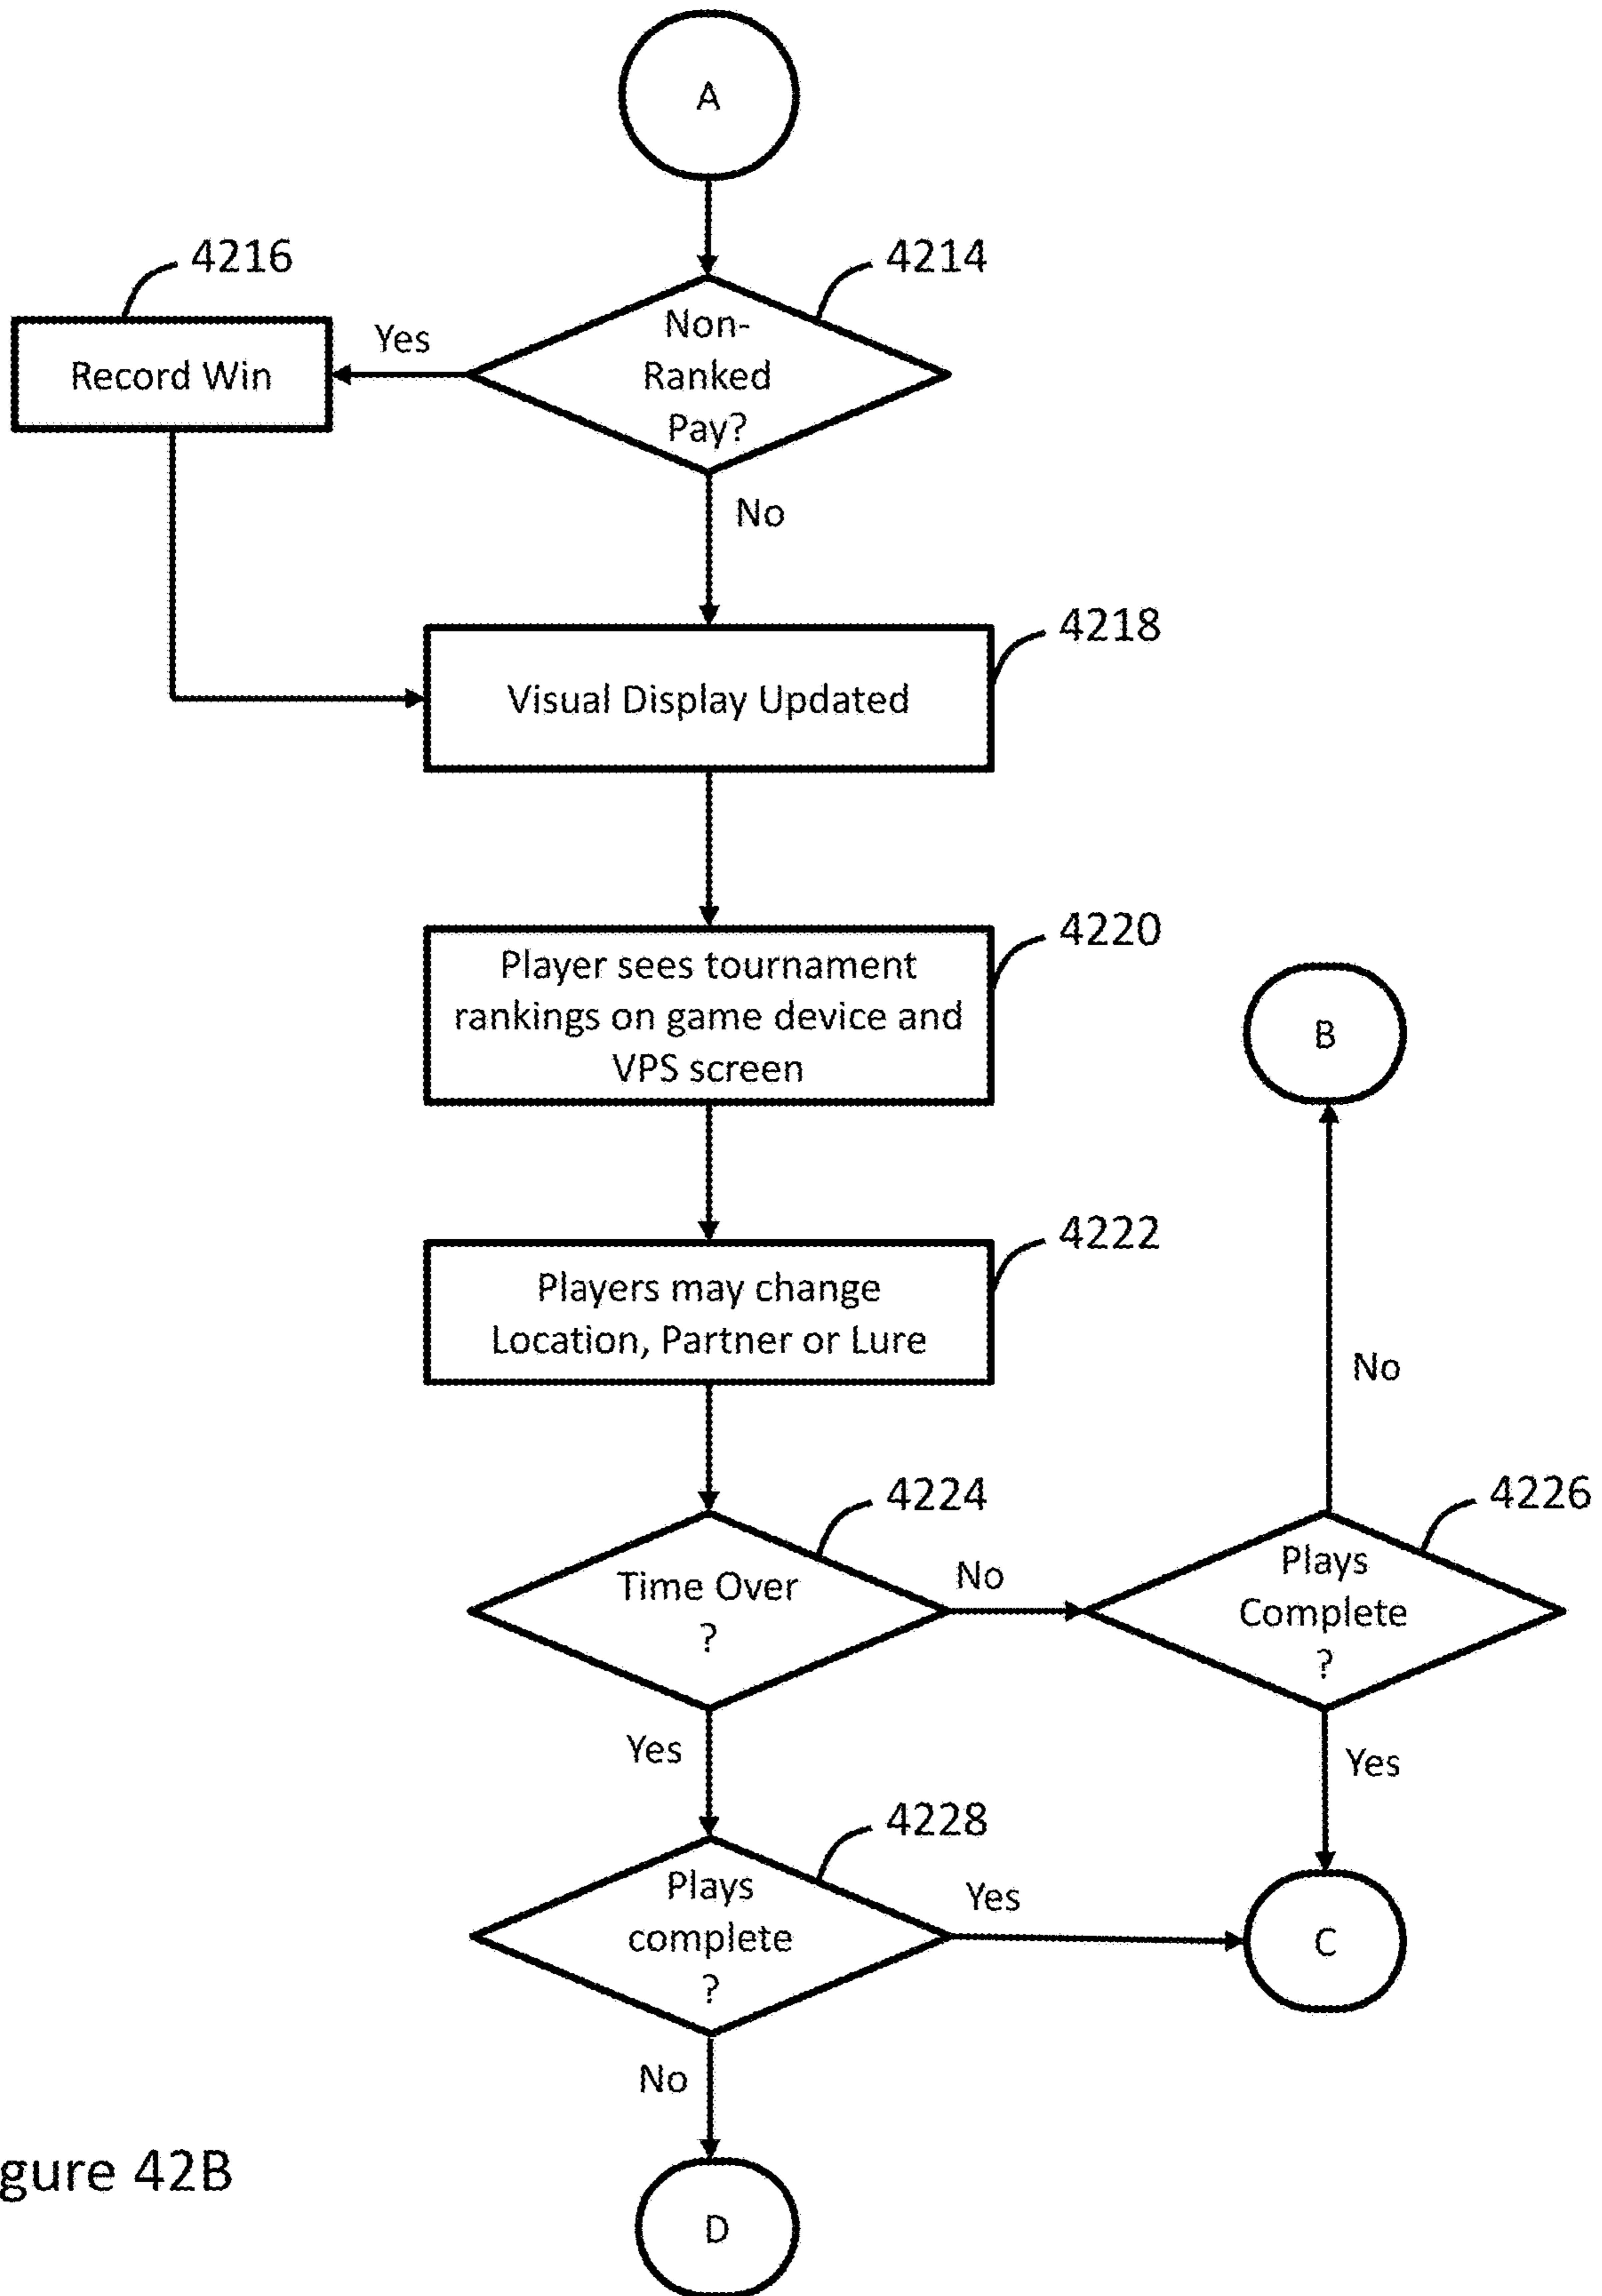 A
4216
4214
Yes
Non-
Ranked
Pay?
Record Win
No
4218
Visual Display Updated
4220
Player sees tournament
rankings on game device and
VPS screen
B
4222
Players may change
Location, Partner or Lure
No
4224
4226
Time Over
?
No
Plays
Complete
?
Yes
Yes
4228
Plays
complete
?
Yes
C
No
gure 42B
D